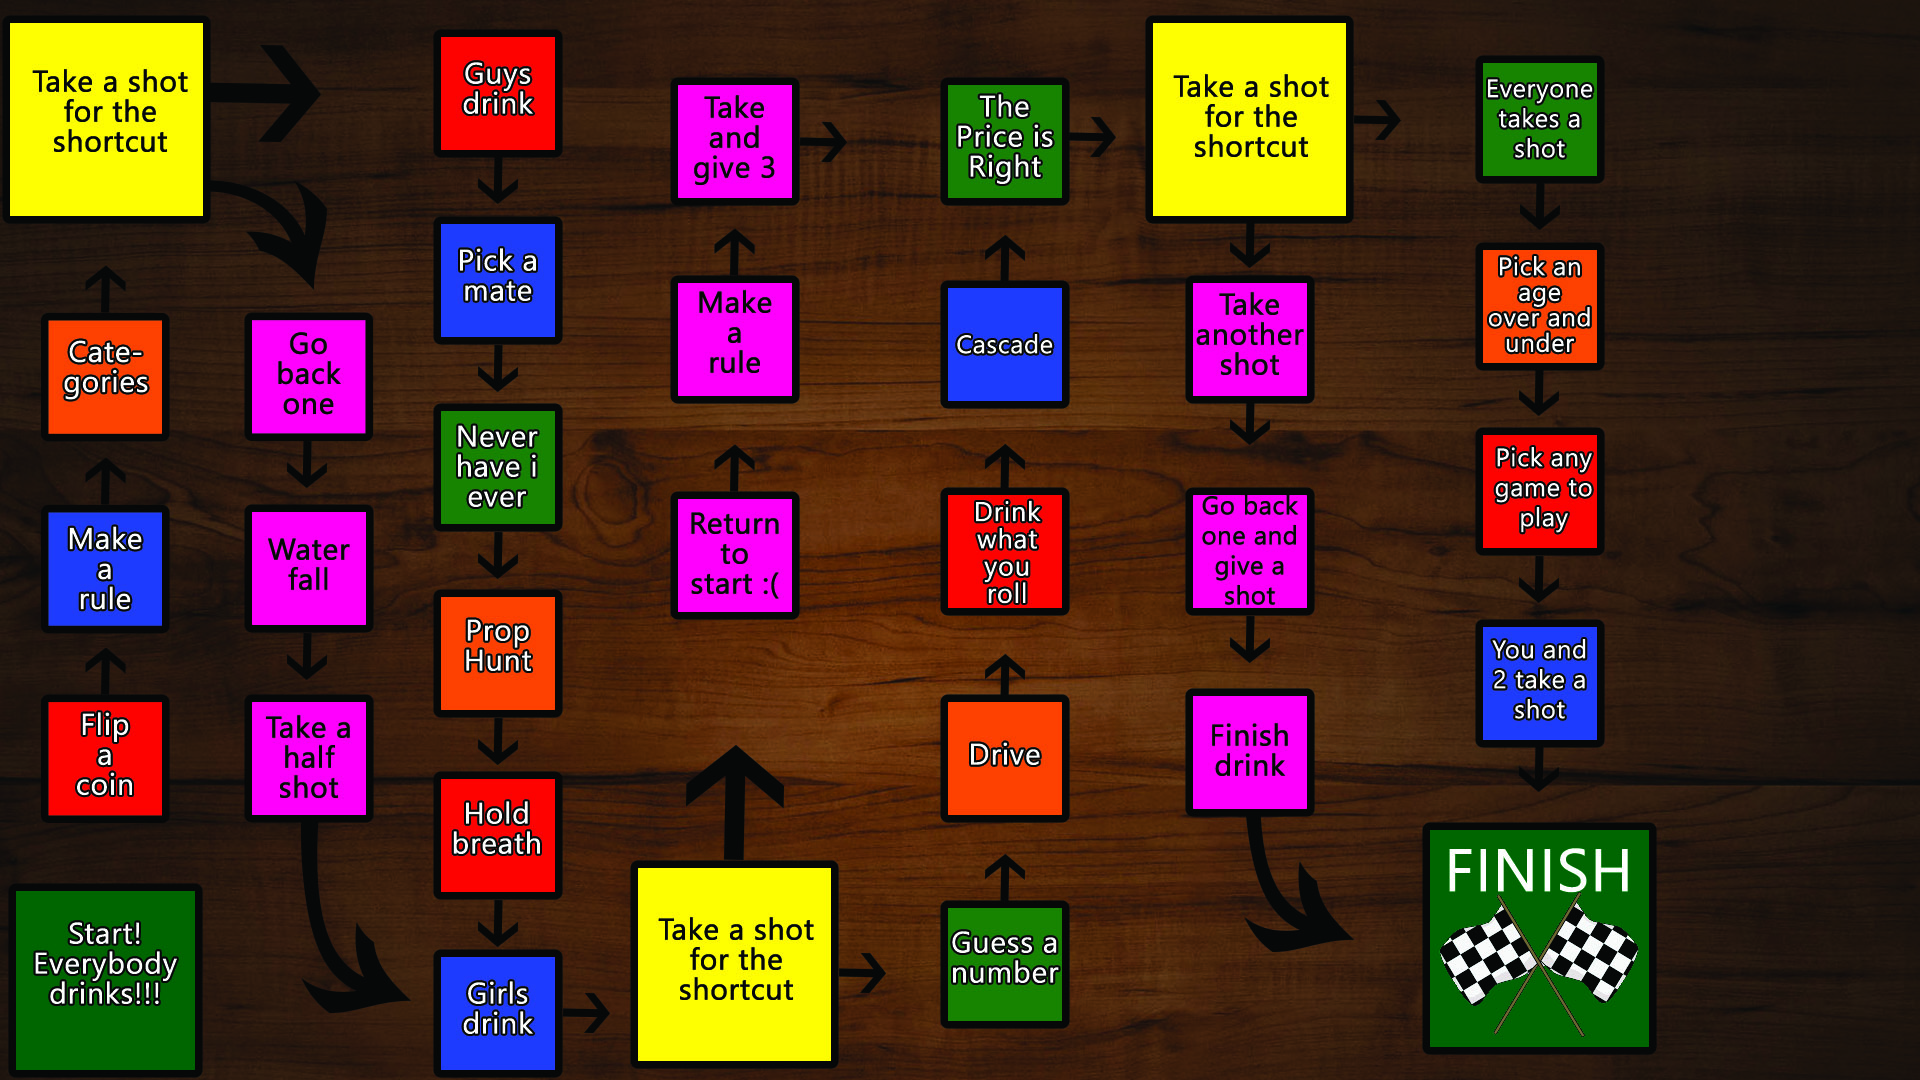 Take a shot
for the
shortcut
Cate-
gories
Make
a
rule
Flip
a
coin
Start!
Everybody
drinks!!!
Go
back
one
Water
fall
Take a
half
shot
Guys
drink
Pick a
mate
Never
have i
ever
Prop
Hunt
Hold
breath
Girls
drink
Take
and
give 3
Make
a
rule
Return
to
start :(
Take a shot
for the
shortcut
The
Price is
Right
Cascade
Drink
what
you
roll
Drive
Guess a
number
Take a shot
for the
shortcut
Take
another
shot
Go back
one and
give a
shot
Finish
drink
Everyone
takes a
shot
Pick an
age
over and
under
Pick any
game to
play
You and
2 take a
shot
FINISH